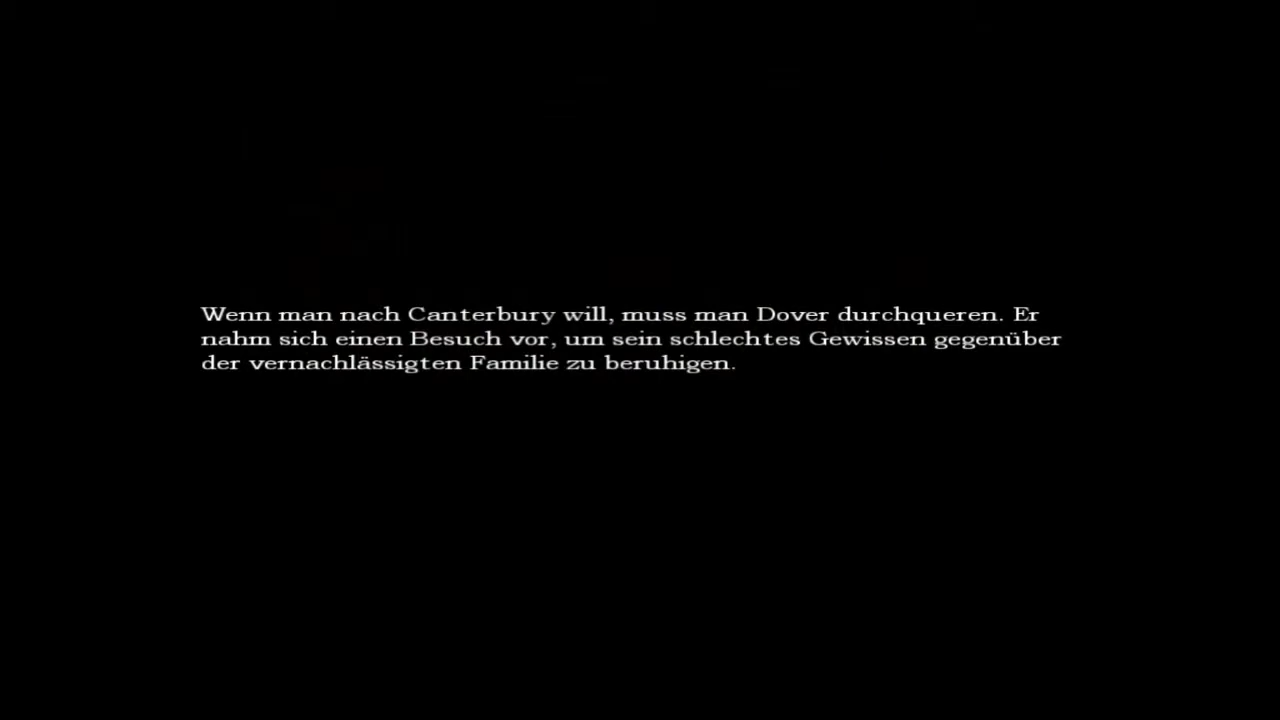 Wenn man nach Canterbury will, muss man Dover durchqueren. Er
nahm sich einen Besuch vor, um sein schlechtes Gewissen gegenüber
der vernachlässigten Familie zu beruhigen.